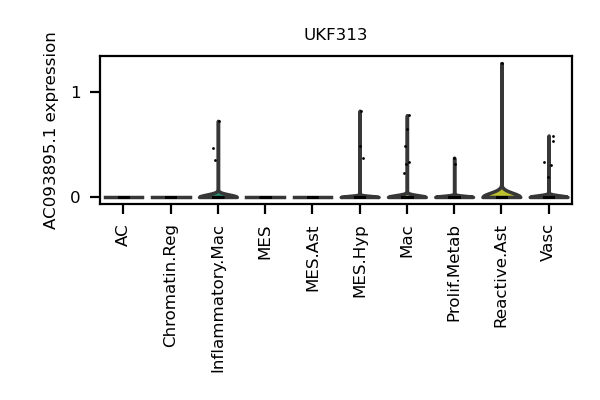 UKF313
AC093895.1 expression
1
0
AC
Chromatin.Reg
Inflammatory.Mac
MES
MES.Ast
MES.Hyp
Mac
Prolif.Metab
Reactive.Ast
Vasc